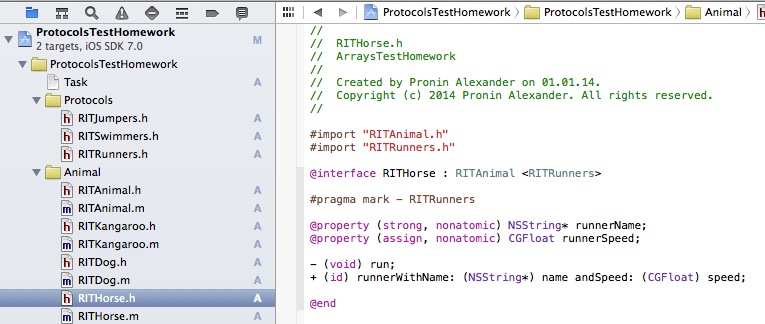 ProtocolsTestHomework
2 targets, iOS SDK 7.0
M
ProtocolsTestHomework
Task
A
Protocols
h RITJumpers.h
A
h RITSwimmers.h
A
h RITRunners.h
A
Animal
h RITAnimal.h
A
m RITAnimal.m
A
h RITKangaroo.h
A
m RITKangaroo.m
A
h RITDog.h
A
m RITDog.m
A
h RITHorse.h
A
m RITHorse.m
A
ProtocolsTestHomework
ProtocolsTestHomework
Animal
h
//
//  RITHorse.h
//  ArraysTestHomework
//
//  Created by Pronin Alexander on 01.01.14.
//  Copyright (c) 2014 Pronin Alexander. All rights reserved.
//
#import "RITAnimal.h"
#import "RITRunners.h"
@interface RITHorse : RITAnimal <RITRunners>
#pragma mark - RITRunners
@property (strong, nonatomic) NSString* runnerName;
@property (assign, nonatomic) CGFloat runnerSpeed;
- (void) run;
+ (id) runnerWithName: (NSString*) name andSpeed: (CGFloat) speed;
@end